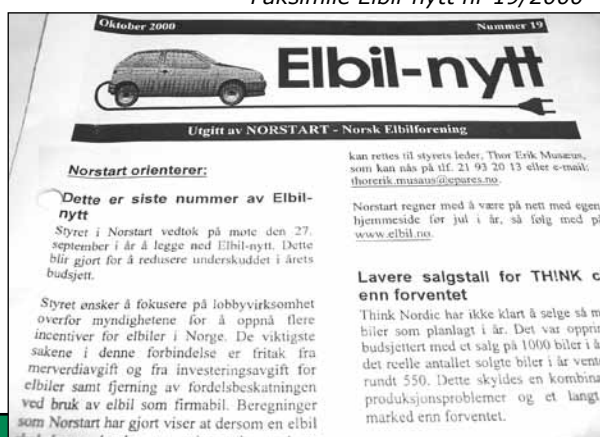 Faksimile Elbil-nytt nr 19/2000
Oktober 2000
Nummer 19
Elbil-nytt
Utgitt av NORSTART - Norsk Elbilforening
Norstart orienterer:
Dette er siste nummer av Elbil-
nytt
Styret i Norstart vedtok på møte den 27.
september i år å legge ned Elbil-nytt. Dette
blir gjort for å redusere underskuddet i årets
budsjett.
Styret ønsker å fokusere på lobbyvirksomhet
overfor myndighetene for å oppnå flere
incentiver for elbiler i Norge. De viktigste
sakene i denne forbindelse er fritak fra
merverdiavgift og fra investeringsavgift for
elbiler samt fjerning av fordelsbeskatningen
ved bruk av elbil som firmabil. Beregninger
som Norstart har gjort viser at dersom en elbil
kan rettes til styrets leder, Thor Erik Musæus,
som kan nås på tlf. 21 93 20 13 eller e-mail:
thorerik.musaus@epares.no.
Norstart regner med å være på nett med egen
hjemmeside før jul i år, så følg med på
www.elbil.no.
Lavere salgstall for TH!NK
enn forventet
Think Nordic har ikke klart å selge så
biler som planlagt i år. Det var
budsjettert med et salg på 1000 biler i
det reelle antallet solgte biler i år
rundt 550. Dette skyldes en
produksjonsproblemer og et
marked enn forventet.